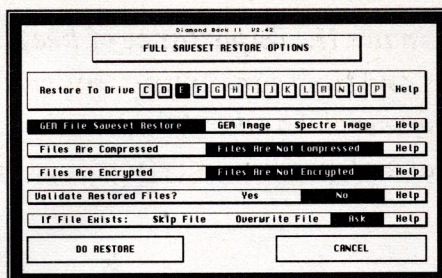 Diamond Back II V2.42
FULL SAVESET RESTORE OPTIONS
Restore To Drive C D E F G H I J K L M N O P Help
GEM File Saveset Restore GEM Image Spectre Image Help
Files Are Compressed Files Are Not Compressed Help
Files Are Encrypted Files Are Not Encrypted Help
Validate Restored Files? Yes No Help
If File Exists: Skip File Overwrite File Ask Help
DO RESTORE CANCEL